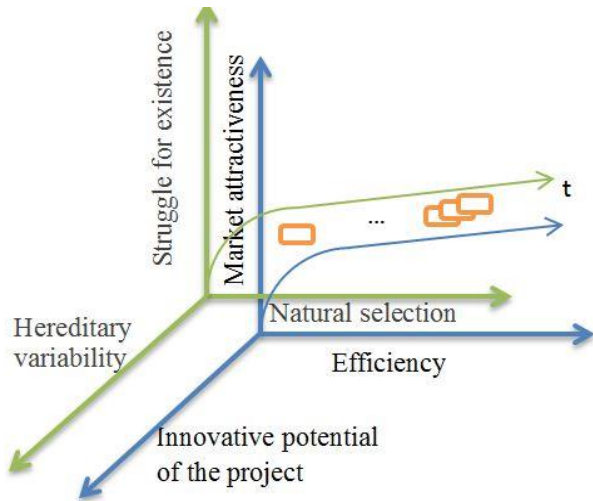 Struggle for existence
Market attractiveness
t
...
Natural selection
Hereditary
variability
Efficiency
Innovative potential
of the project